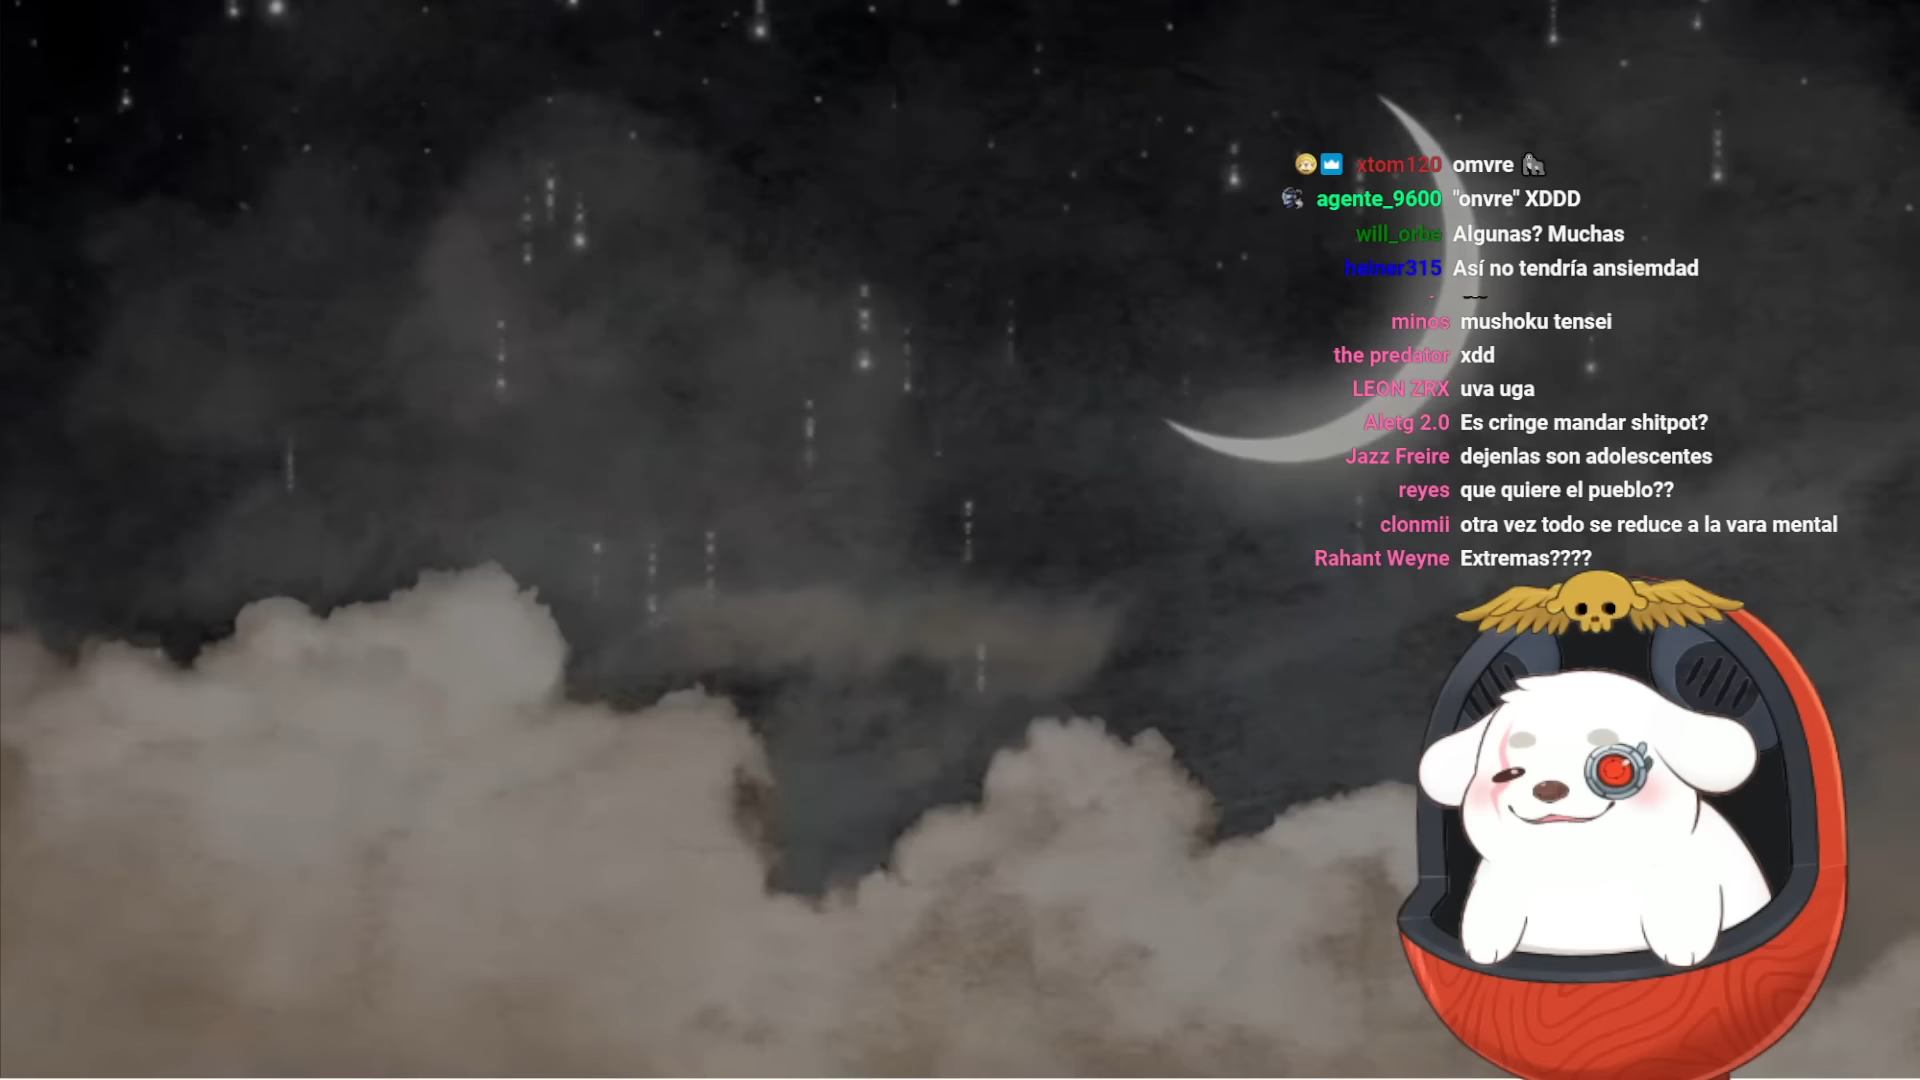 xtom120 omvre
agente_9600 "onvre" XDDD
will_orbe Algunas? Muchas
heiner315 Así no tendría ansiemdad
minos mushoku tensei
the predator xdd
LEON ZRX uva uga
Aletg 2.0 Es cringe mandar shitpot?
Jazz Freire dejenlas son adolescentes
reyes que quiere el pueblo??
clonmii otra vez todo se reduce a la vara mental
Rahant Weyne Extremas????